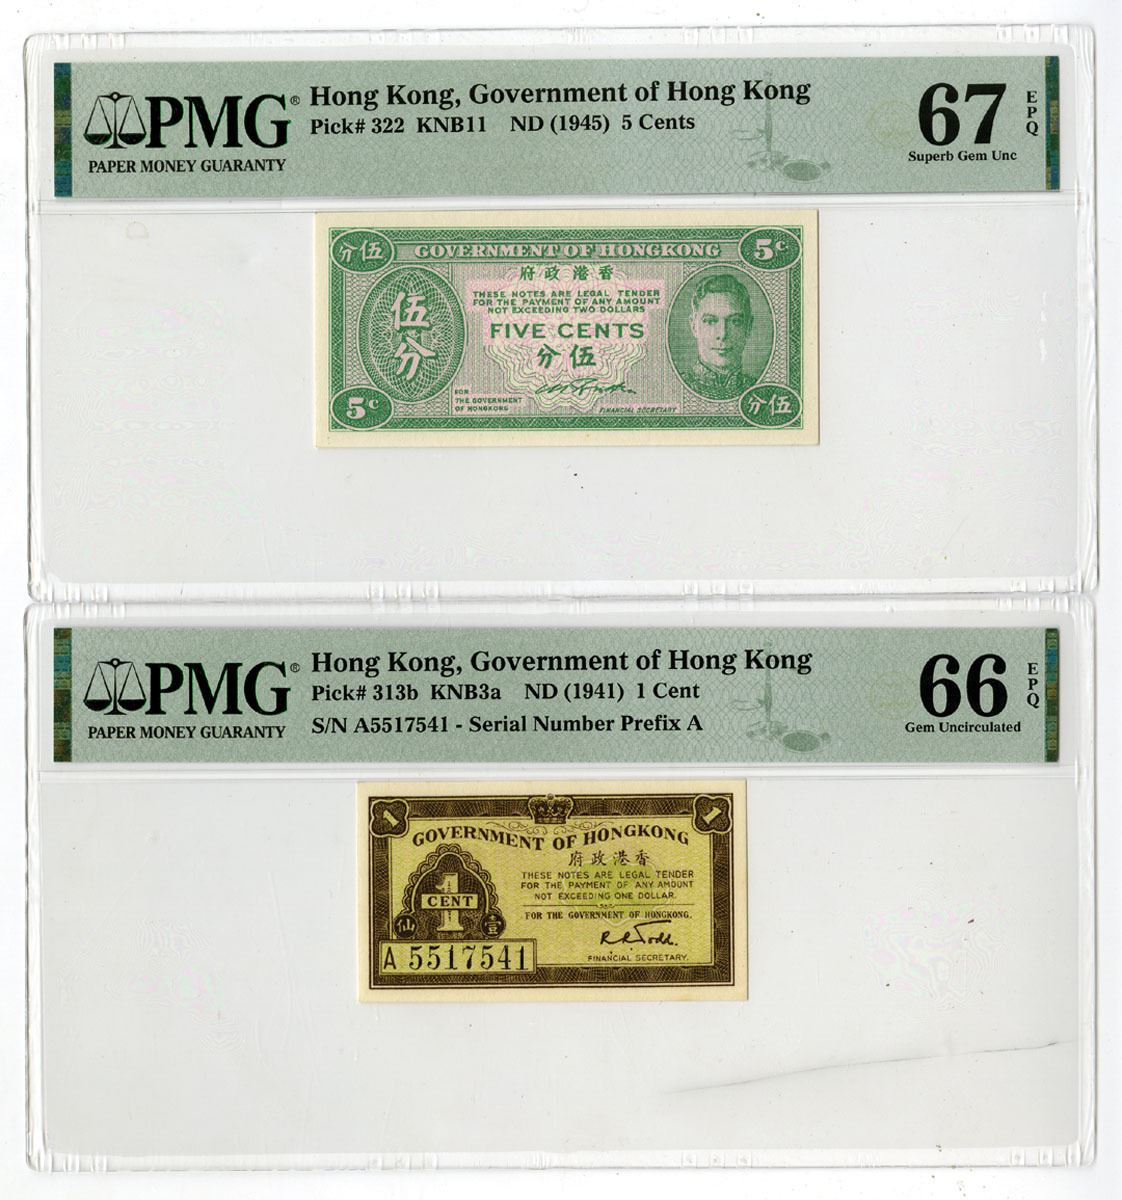 PMG®
PAPER MONEY GUARANTY
Hong Kong, Government of Hong Kong
Pick# 322 KNB11 ND (1945) 5 Cents
67
EPQ
Superb Gem Unc
分伍
GOVERNMENT OF HONGKONG
5c.
府政港香
THESE NOTES ARE LEGAL TENDER
FOR THE PAYMENT OF ANY AMOUNT
NOT EXCEEDING TWO DOLLARS
伍
分
FIVE CENTS
分伍
FOR
THE GOVERNMENT
OF HONGKONG
FINANCIAL SECRETARY
5c
分伍
PMG®
PAPER MONEY GUARANTY
Hong Kong, Government of Hong Kong
Pick# 313b KNB3a ND (1941) 1 Cent
S/N A5517541 - Serial Number Prefix A
66
EPQ
Gem Uncirculated
1
1
GOVERNMENT OF HONGKONG
府政港香
THESE NOTES ARE LEGAL TENDER
FOR THE PAYMENT OF ANY AMOUNT
NOT EXCEEDING ONE DOLLAR.
1
CENT
仙 壹
FOR THE GOVERNMENT OF HONGKONG.
R R Todd.
FINANCIAL SECRETARY.
A 5517541